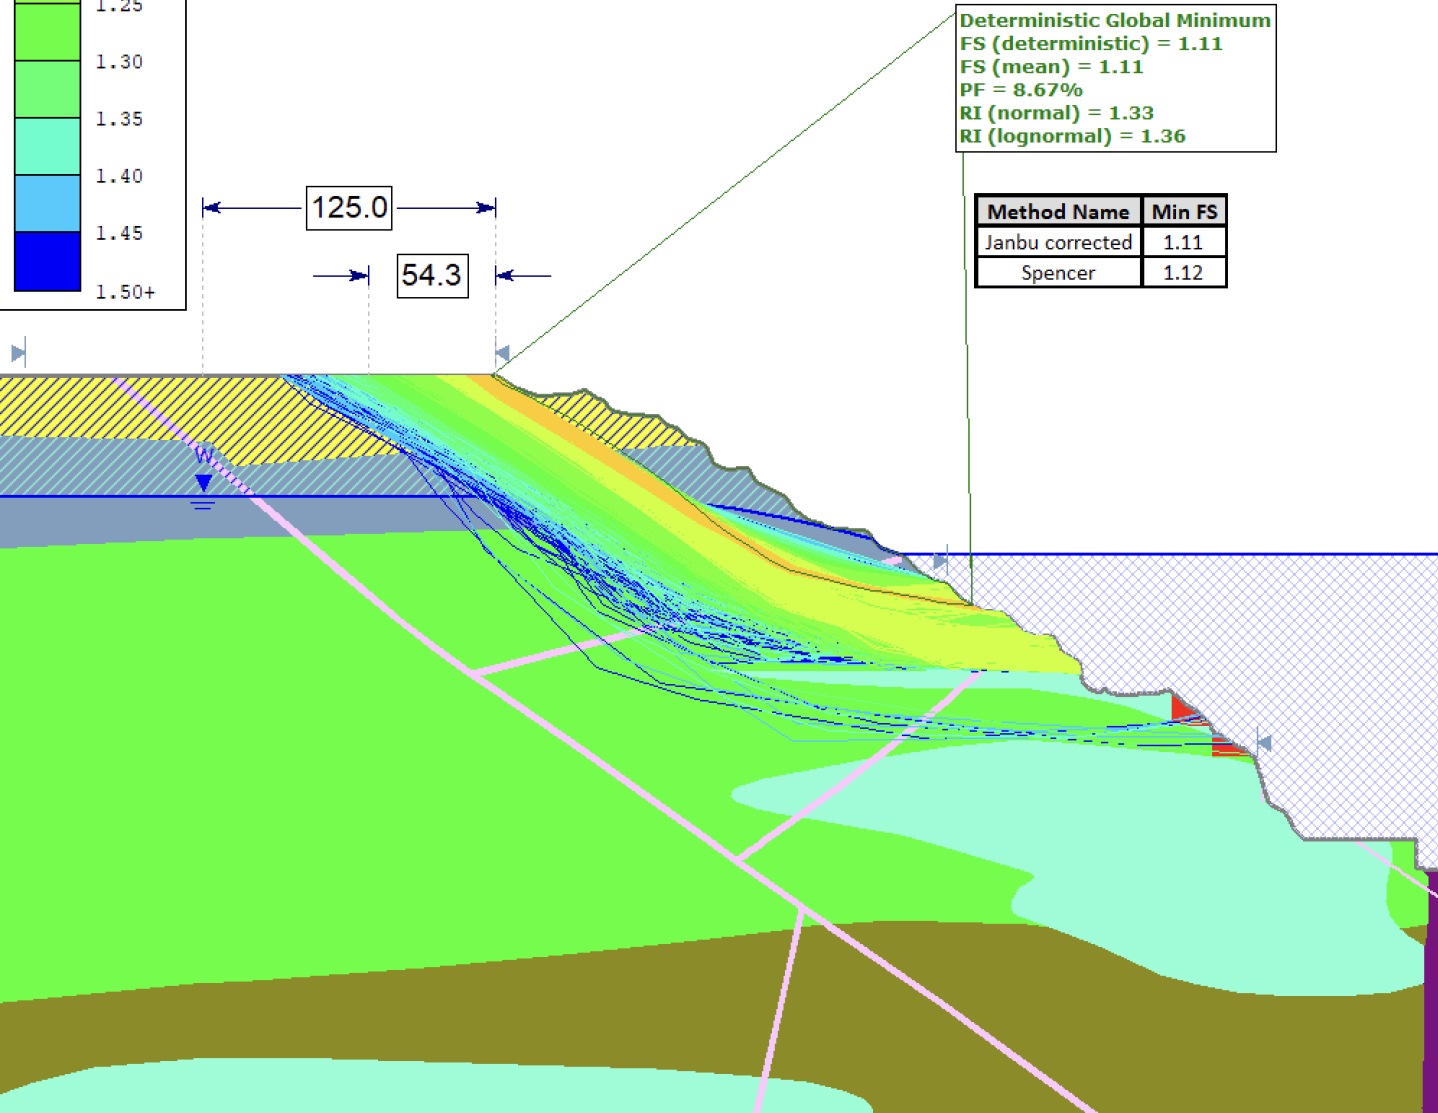 1.25
1.30
1.35
1.40
1.45
1.50+
125.0
54.3
Deterministic Global Minimum
FS (deterministic) = 1.11
FS (mean) = 1.11
PF = 8.67%
RI (normal) = 1.33
RI (lognormal) = 1.36
Method Name Min FS
Janbu corrected 1.11
Spencer 1.12
W